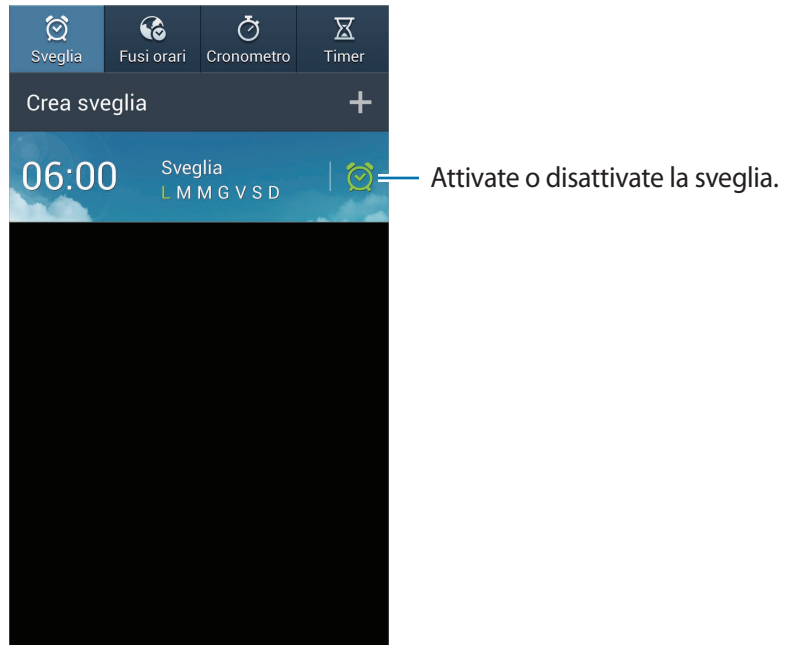 Sveglia Fusi orari Cronometro Timer
Crea sveglia
06:00 Sveglia
L M M G V S D
Attivate o disattivate la sveglia.